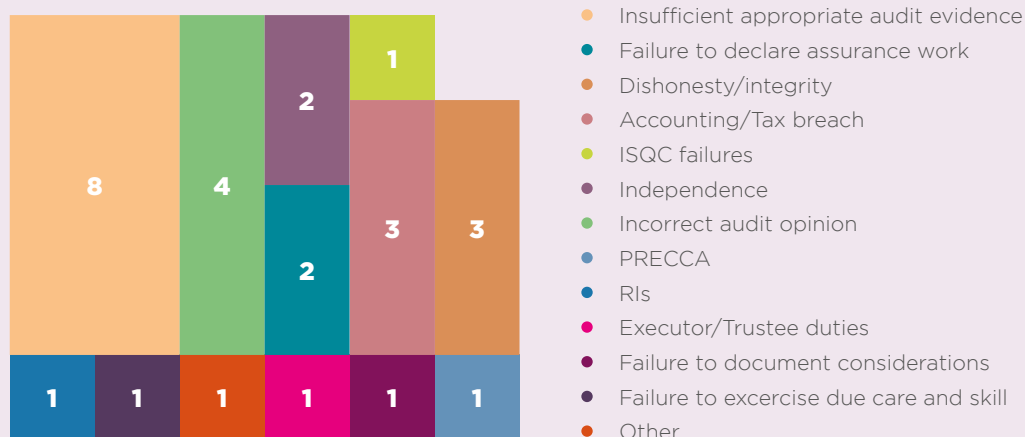 1
2
8
4
3
3
2
1
1
1
1
1
1
Insufficient appropriate audit evidence
Failure to declare assurance work
Dishonesty/integrity
Accounting/Tax breach
ISQC failures
Independence
Incorrect audit opinion
PRECCA
RIs
Executor/Trustee duties
Failure to document considerations
Failure to excercise due care and skill
Other